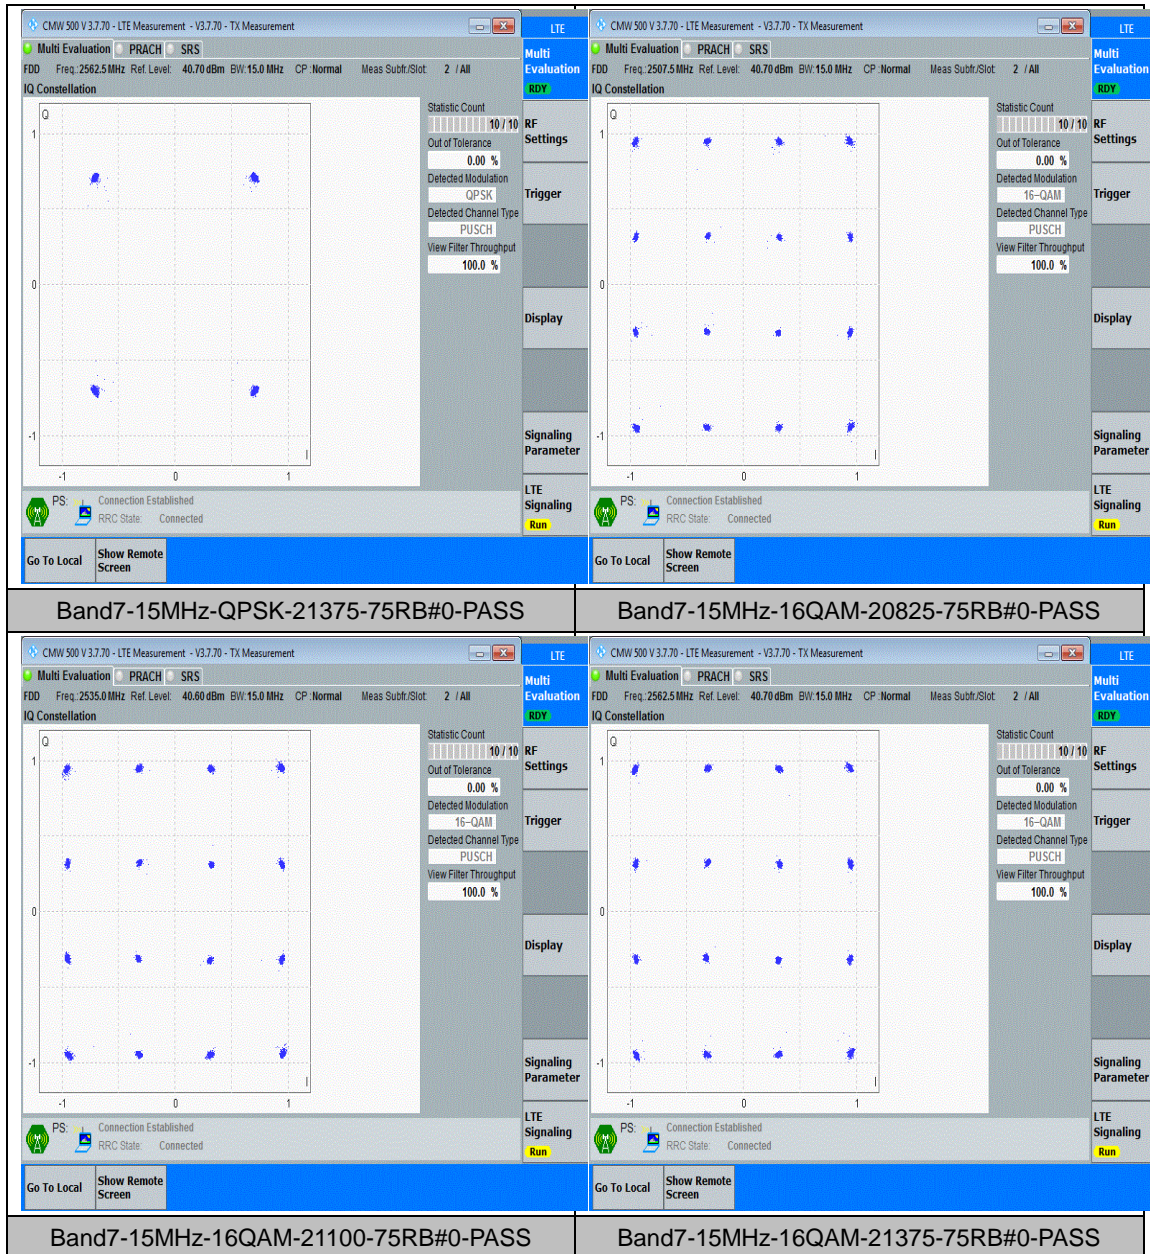 CMW 500 V 3.7.70 - LTE Measurement - V3.7.70 - TX Measurement
LTE
Multi Evaluation PRACH SRS
Multi Evaluation
RDY
FDD Freq.:2562.5 MHz Ref. Level: 40.70 dBm BW:15.0 MHz CP :Normal Meas Subfr./Slot: 2 / All
IQ Constellation
Q
1
0
-1
-1 0 1
I
Statistic Count
10 / 10
Out of Tolerance
0.00 %
Detected Modulation
QPSK
Detected Channel Type
PUSCH
View Filter Throughput
100.0 %
RF Settings
Trigger
Display
Signaling Parameter
LTE Signaling
Run
PS: Connection Established
RRC State: Connected
Go To Local
Show Remote Screen
CMW 500 V 3.7.70 - LTE Measurement - V3.7.70 - TX Measurement
LTE
Multi Evaluation PRACH SRS
Multi Evaluation
RDY
FDD Freq.:2507.5 MHz Ref. Level: 40.70 dBm BW:15.0 MHz CP :Normal Meas Subfr./Slot: 2 / All
IQ Constellation
Q
1
0
-1
-1 0 1
I
Statistic Count
10 / 10
Out of Tolerance
0.00 %
Detected Modulation
16-QAM
Detected Channel Type
PUSCH
View Filter Throughput
100.0 %
RF Settings
Trigger
Display
Signaling Parameter
LTE Signaling
Run
PS: Connection Established
RRC State: Connected
Go To Local
Show Remote Screen
Band7-15MHz-QPSK-21375-75RB#0-PASS
Band7-15MHz-16QAM-20825-75RB#0-PASS
CMW 500 V 3.7.70 - LTE Measurement - V3.7.70 - TX Measurement
LTE
Multi Evaluation PRACH SRS
Multi Evaluation
RDY
FDD Freq.:2535.0 MHz Ref. Level: 40.60 dBm BW:15.0 MHz CP :Normal Meas Subfr./Slot: 2 / All
IQ Constellation
Q
1
0
-1
-1 0 1
I
Statistic Count
10 / 10
Out of Tolerance
0.00 %
Detected Modulation
16-QAM
Detected Channel Type
PUSCH
View Filter Throughput
100.0 %
RF Settings
Trigger
Display
Signaling Parameter
LTE Signaling
Run
PS: Connection Established
RRC State: Connected
Go To Local
Show Remote Screen
CMW 500 V 3.7.70 - LTE Measurement - V3.7.70 - TX Measurement
LTE
Multi Evaluation PRACH SRS
Multi Evaluation
RDY
FDD Freq.:2562.5 MHz Ref. Level: 40.70 dBm BW:15.0 MHz CP :Normal Meas Subfr./Slot: 2 / All
IQ Constellation
Q
1
0
-1
-1 0 1
I
Statistic Count
10 / 10
Out of Tolerance
0.00 %
Detected Modulation
16-QAM
Detected Channel Type
PUSCH
View Filter Throughput
100.0 %
RF Settings
Trigger
Display
Signaling Parameter
LTE Signaling
Run
PS: Connection Established
RRC State: Connected
Go To Local
Show Remote Screen
Band7-15MHz-16QAM-21100-75RB#0-PASS
Band7-15MHz-16QAM-21375-75RB#0-PASS